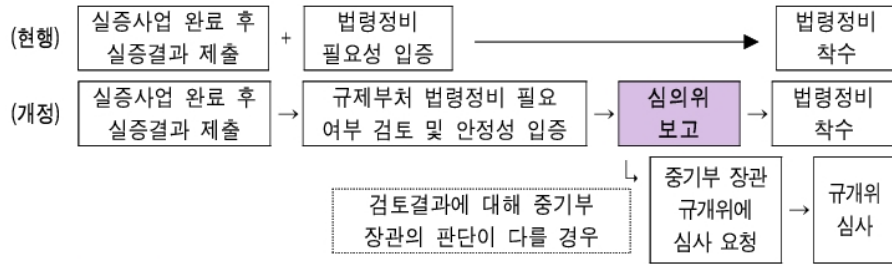 (현행) 실증사업 완료 후 실증결과 제출 + 법령정비 필요성 입증 법령정비 착수
(개정) 실증사업 완료 후 실증결과 제출 → 규제부처 법령정비 필요 여부 검토 및 안정성 입증 → 심의위 보고 → 법령정비 착수
검토결과에 대해 중기부 장관의 판단이 다를 경우
중기부 장관 규개위에 심사 요청 → 규개위 심사